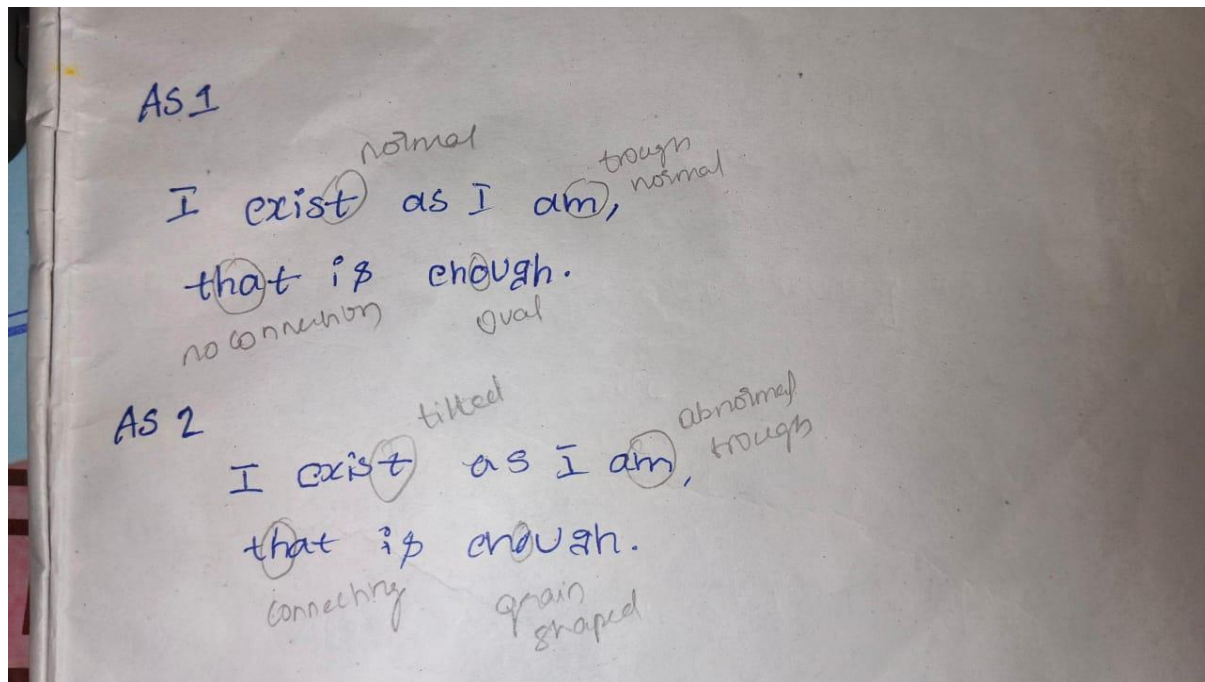 AS 1
normal
trough
normal
I exist as I am,
that is enough.
no connection
oval
AS 2
tilted
abnormal
trough
I exist as I am,
that is enough.
connecting
grain
shaped